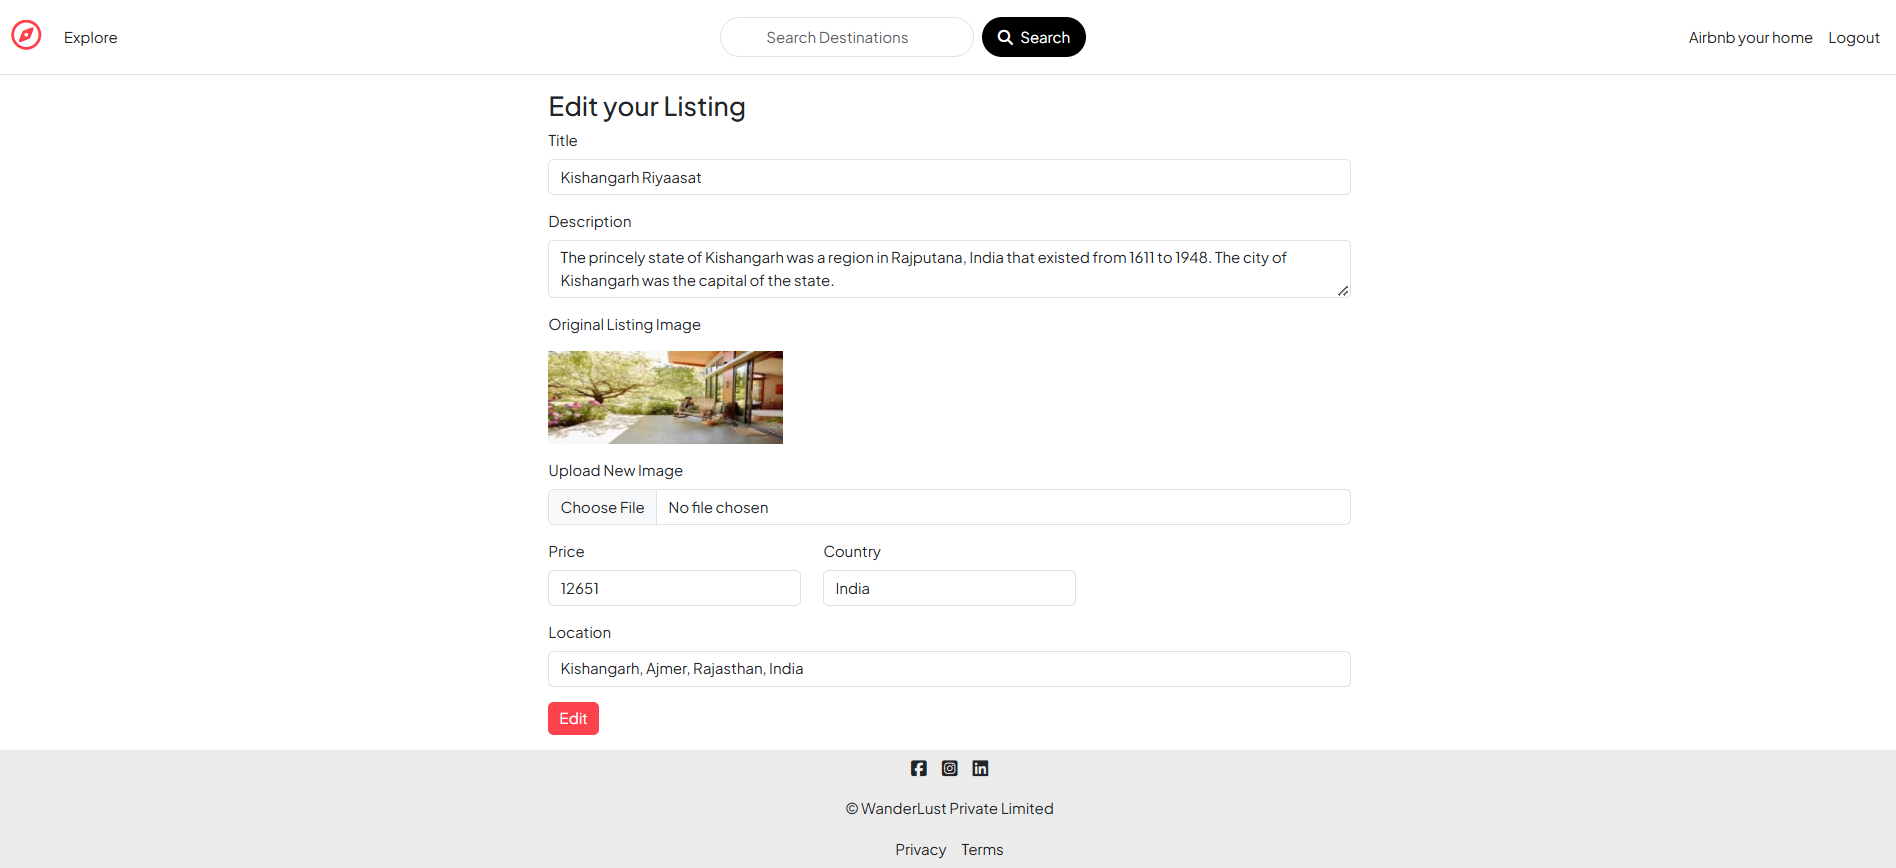 Explore
Search Destinations
Search
Airbnb your home
Logout
Edit your Listing
Title
Kishangarh Riyaasat
Description
The princely state of Kishangarh was a region in Rajputana, India that existed from 1611 to 1948. The city of
Kishangarh was the capital of the state.
Original Listing Image
Upload New Image
Choose File No file chosen
Price Country
12651 India
Location
Kishangarh, Ajmer, Rajasthan, India
Edit
© WanderLust Private Limited
Privacy Terms